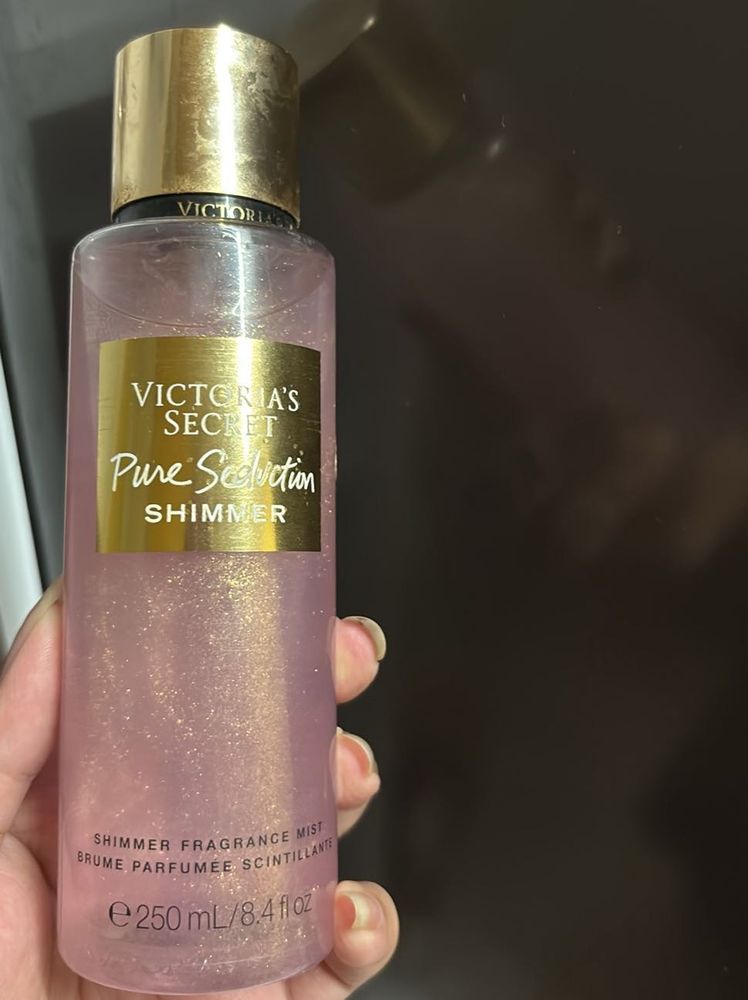 VICTORIA'S
VICTORIA'S
SECRET
Pure Seduction
SHIMMER
SHIMMER FRAGRANCE MIST
BRUME PARFUMÉE SCINTILLANTE
℮250 mL/8.4 fl oz